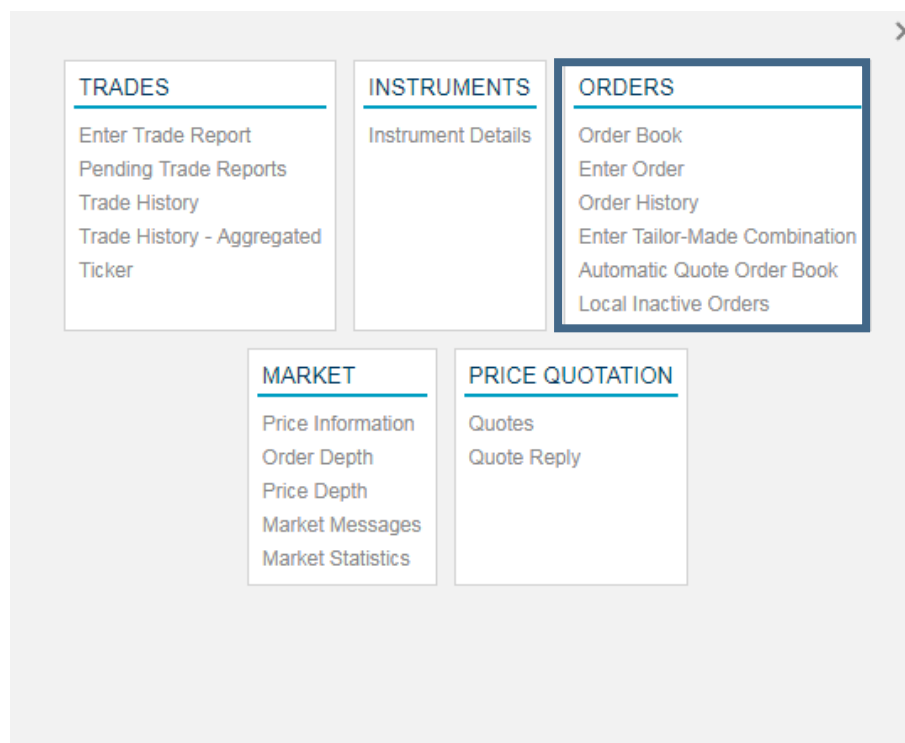 TRADES
Enter Trade Report
Pending Trade Reports
Trade History
Trade History - Aggregated
Ticker
INSTRUMENTS
Instrument Details
ORDERS
Order Book
Enter Order
Order History
Enter Tailor-Made Combination
Automatic Quote Order Book
Local Inactive Orders
MARKET
Price Information
Order Depth
Price Depth
Market Messages
Market Statistics
PRICE QUOTATION
Quotes
Quote Reply